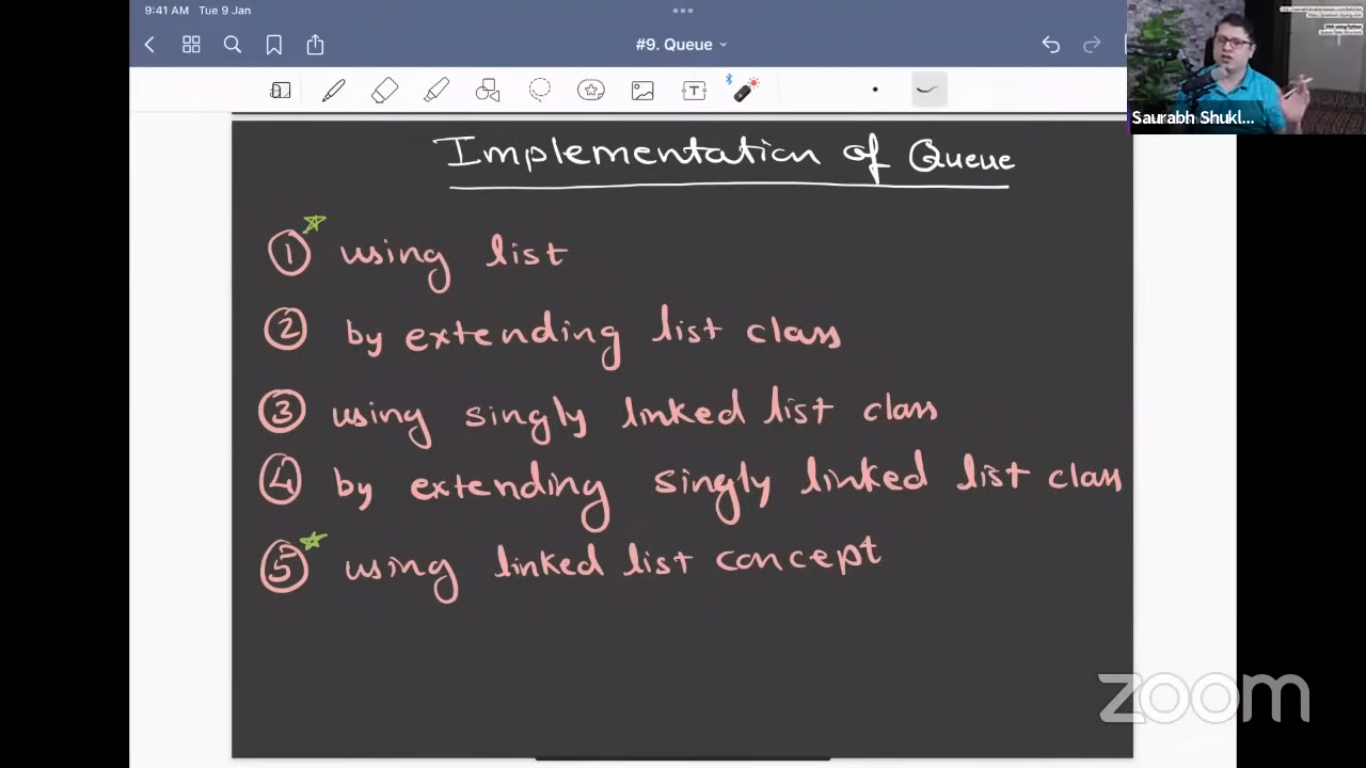 9:41 AM Tue 9 Jan
#9. Queue
T
Saurabh Shukl...
Implementation of Queue
1 using list
2 by extending list class
3 using singly linked list class
4 by extending singly linked list class
5 using linked list concept
zoom